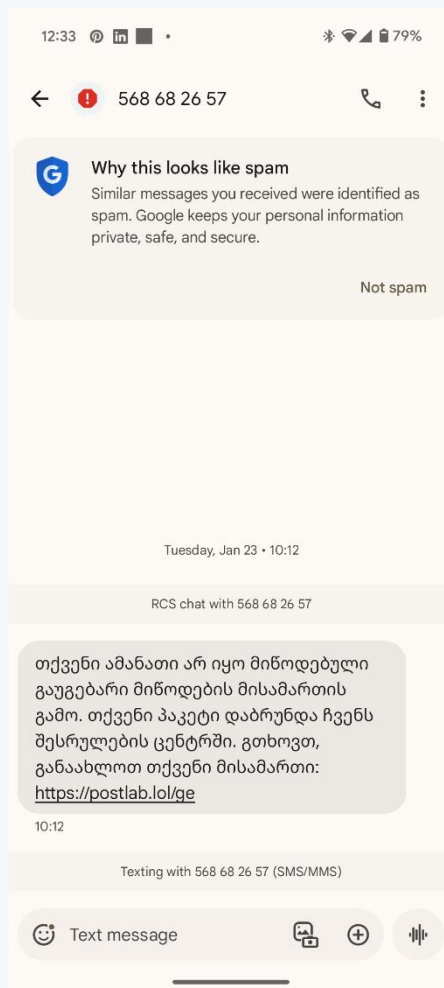 12:33
79%
568 68 26 57
Why this looks like spam
Similar messages you received were identified as
spam. Google keeps your personal information
private, safe, and secure.
Not spam
Tuesday, Jan 23 • 10:12
RCS chat with 568 68 26 57
თქვენი ამანათი არ იყო მიწოდებული
გაუგებარი მიწოდების მისამართის
გამო. თქვენი პაკეტი დაბრუნდა ჩვენს
შესრულების ცენტრში. გთხოვთ,
განაახლოთ თქვენი მისამართი:
https://postlab.lol/ge
10:12
Texting with 568 68 26 57 (SMS/MMS)
Text message